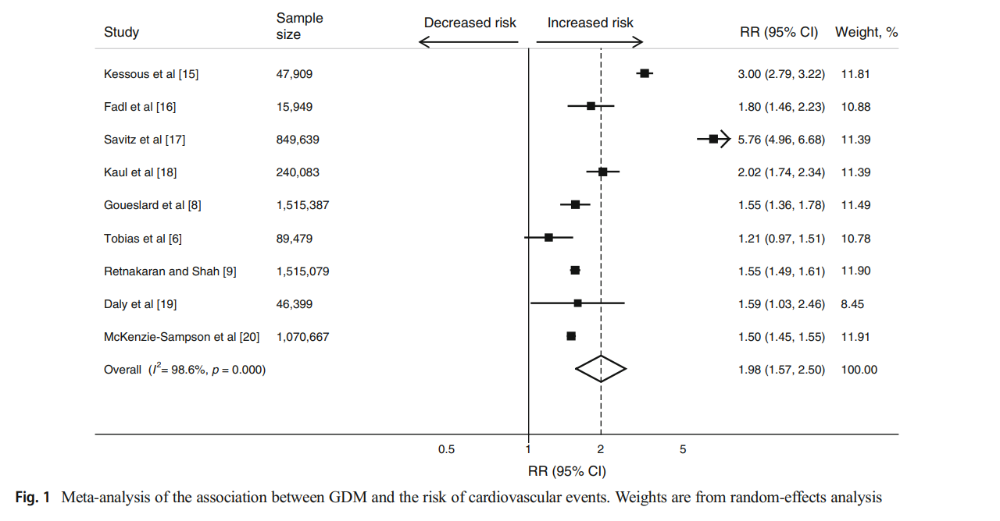 Study Sample size Decreased risk Increased risk RR (95% CI) Weight, %
Kessous et al [15] 47,909 3.00 (2.79, 3.22) 11.81
Fadl et al [16] 15,949 1.80 (1.46, 2.23) 10.88
Savitz et al [17] 849,639 5.76 (4.96, 6.68) 11.39
Kaul et al [18] 240,083 2.02 (1.74, 2.34) 11.39
Goueslard et al [8] 1,515,387 1.55 (1.36, 1.78) 11.49
Tobias et al [6] 89,479 1.21 (0.97, 1.51) 10.78
Retnakaran and Shah [9] 1,515,079 1.55 (1.49, 1.61) 11.90
Daly et al [19] 46,399 1.59 (1.03, 2.46) 8.45
McKenzie-Sampson et al [20] 1,070,667 1.50 (1.45, 1.55) 11.91
Overall (I²= 98.6%, p = 0.000) 1.98 (1.57, 2.50) 100.00
0.5 1 2 5
RR (95% CI)
Fig. 1 Meta-analysis of the association between GDM and the risk of cardiovascular events. Weights are from random-effects analysis